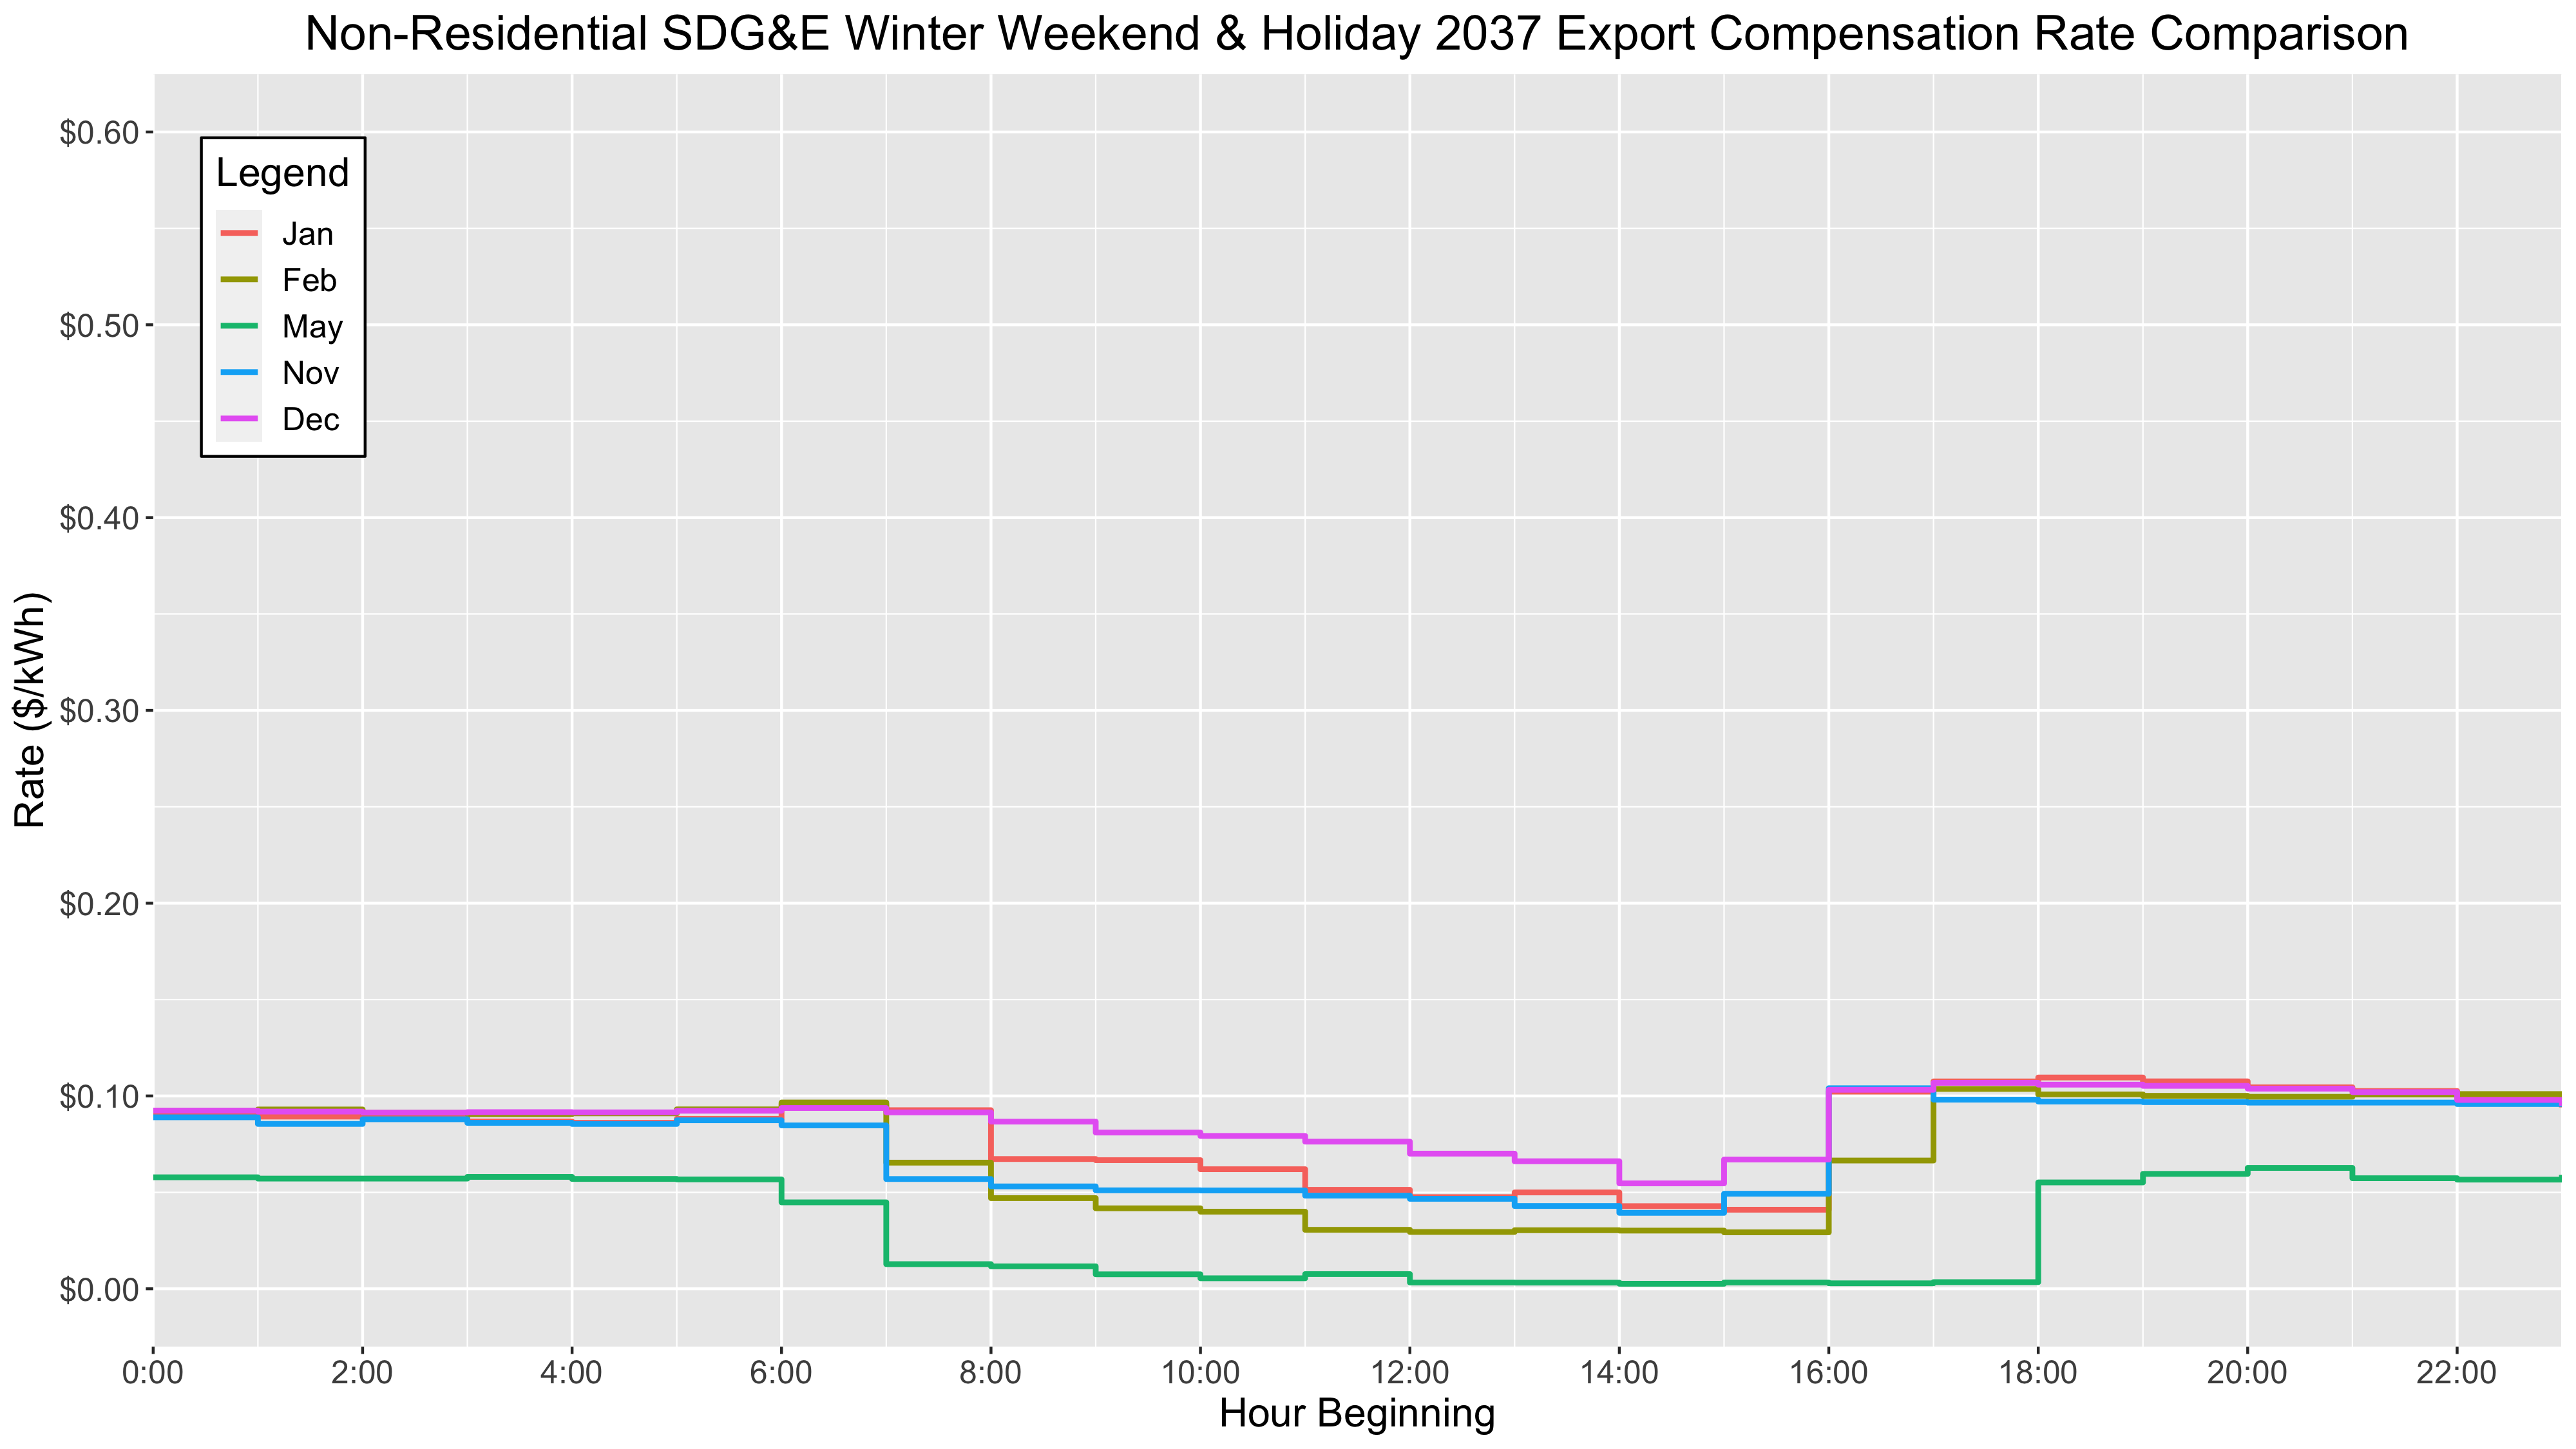 Non-Residential SDG&E Winter Weekend & Holiday 2037 Export Compensation Rate Comparison
$0.60
$0.50
$0.40
$0.30
$0.20
$0.10
$0.00
Rate ($/kWh)
Legend
Jan
Feb
May
Nov
Dec
0:00 2:00 4:00 6:00 8:00 10:00 12:00 14:00 16:00 18:00 20:00 22:00
Hour Beginning